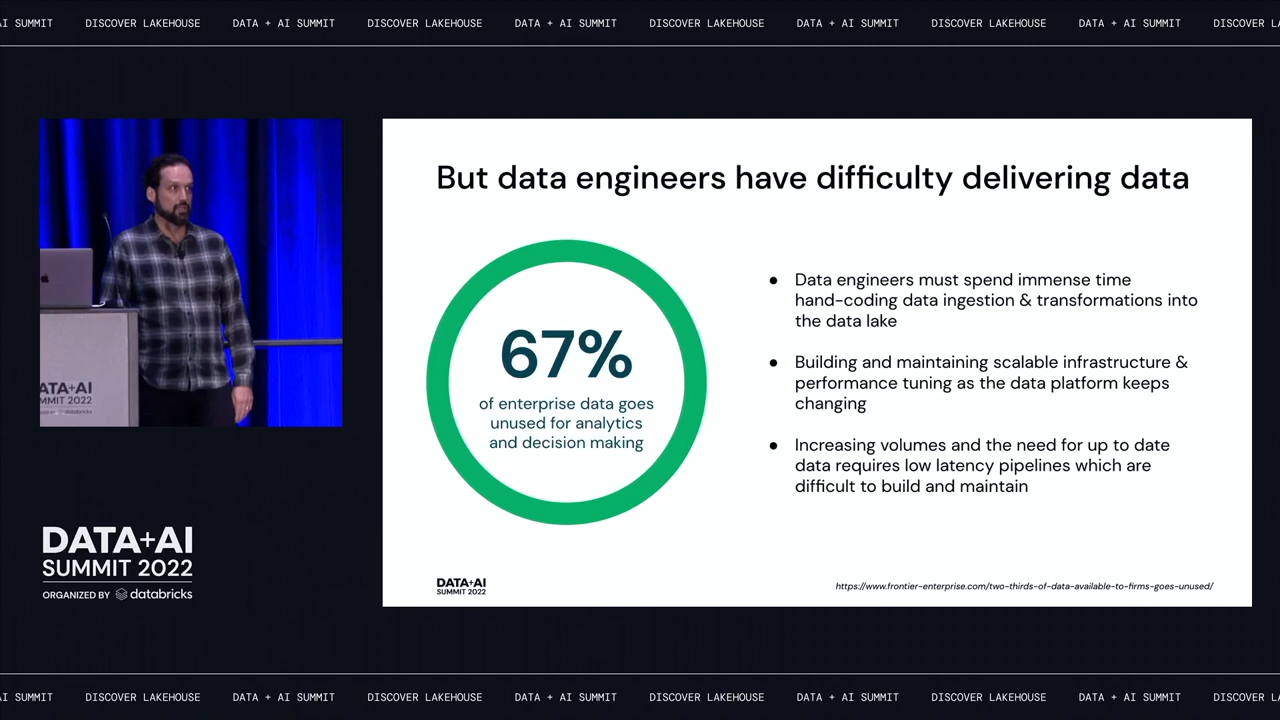 AI SUMMIT DISCOVER LAKEHOUSE DATA + AI SUMMIT DISCOVER LAKEHOUSE DATA + AI SUMMIT DISCOVER LAKEHOUSE DATA + AI SUMMIT DISCOVER LAKEHOUSE DATA + AI SUMMIT DISCOVER
But data engineers have difficulty delivering data
67%
of enterprise data goes
unused for analytics
and decision making
● Data engineers must spend immense time
hand-coding data ingestion & transformations into
the data lake
● Building and maintaining scalable infrastructure &
performance tuning as the data platform keeps
changing
● Increasing volumes and the need for up to date
data requires low latency pipelines which are
difficult to build and maintain
DATA+AI
SUMMIT 2022
https://www.frontier-enterprise.com/two-thirds-of-data-available-to-firms-goes-unused/
DATA+AI
MMIT 2022
databricks
DATA+AI
SUMMIT 2022
ORGANIZED BY databricks
AI SUMMIT DISCOVER LAKEHOUSE DATA + AI SUMMIT DISCOVER LAKEHOUSE DATA + AI SUMMIT DISCOVER LAKEHOUSE DATA + AI SUMMIT DISCOVER LAKEHOUSE DATA + AI SUMMIT DISCOVER